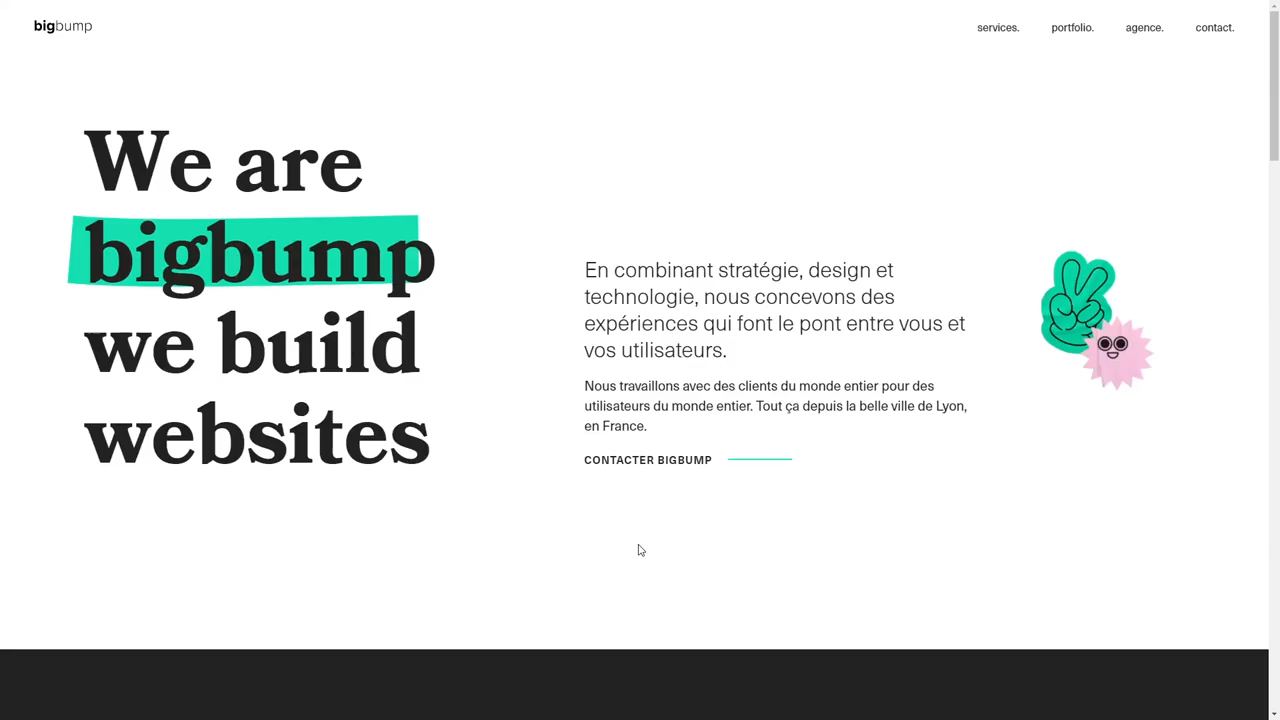 bigbump
services. portfolio. agence. contact.
We are
bigbump
we build
websites
En combinant stratégie, design et
technologie, nous concevons des
expériences qui font le pont entre vous et
vos utilisateurs.
Nous travaillons avec des clients du monde entier pour des
utilisateurs du monde entier. Tout ça depuis la belle ville de Lyon,
en France.
CONTACTER BIGBUMP